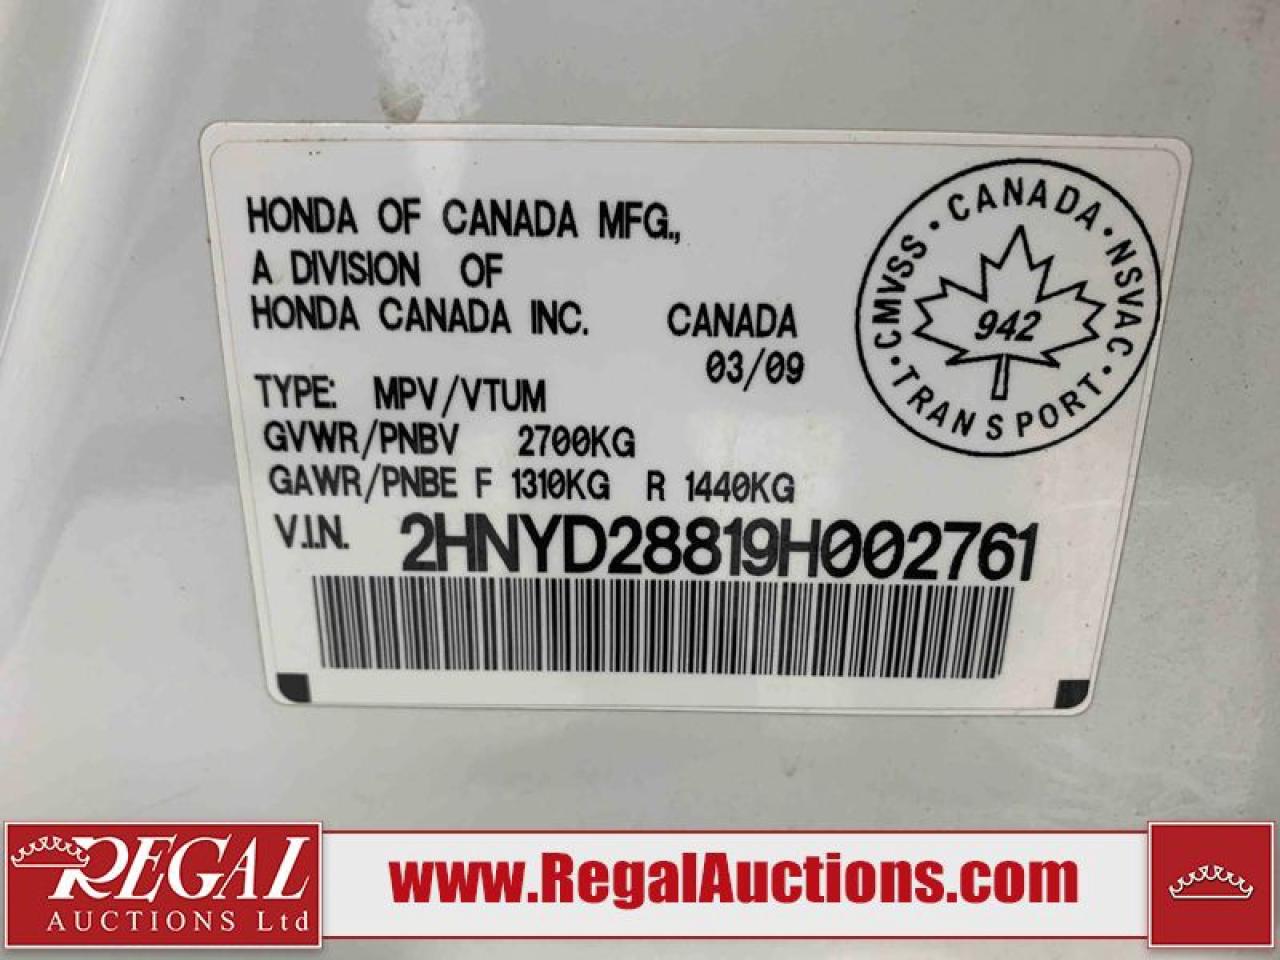 HONDA OF CANADA MFG.,
A DIVISION OF
HONDA CANADA INC. CANADA
03/09
TYPE: MPV/VTUM
GVWR/PNBV 2700KG
GAWR/PNBE F 1310KG R 1440KG
V.I.N. 2HNYD28819H002761
CMVSS · CANADA · NSVAC · TRANSPORT ·
942
REGAL
AUCTIONS Ltd
www.RegalAuctions.com